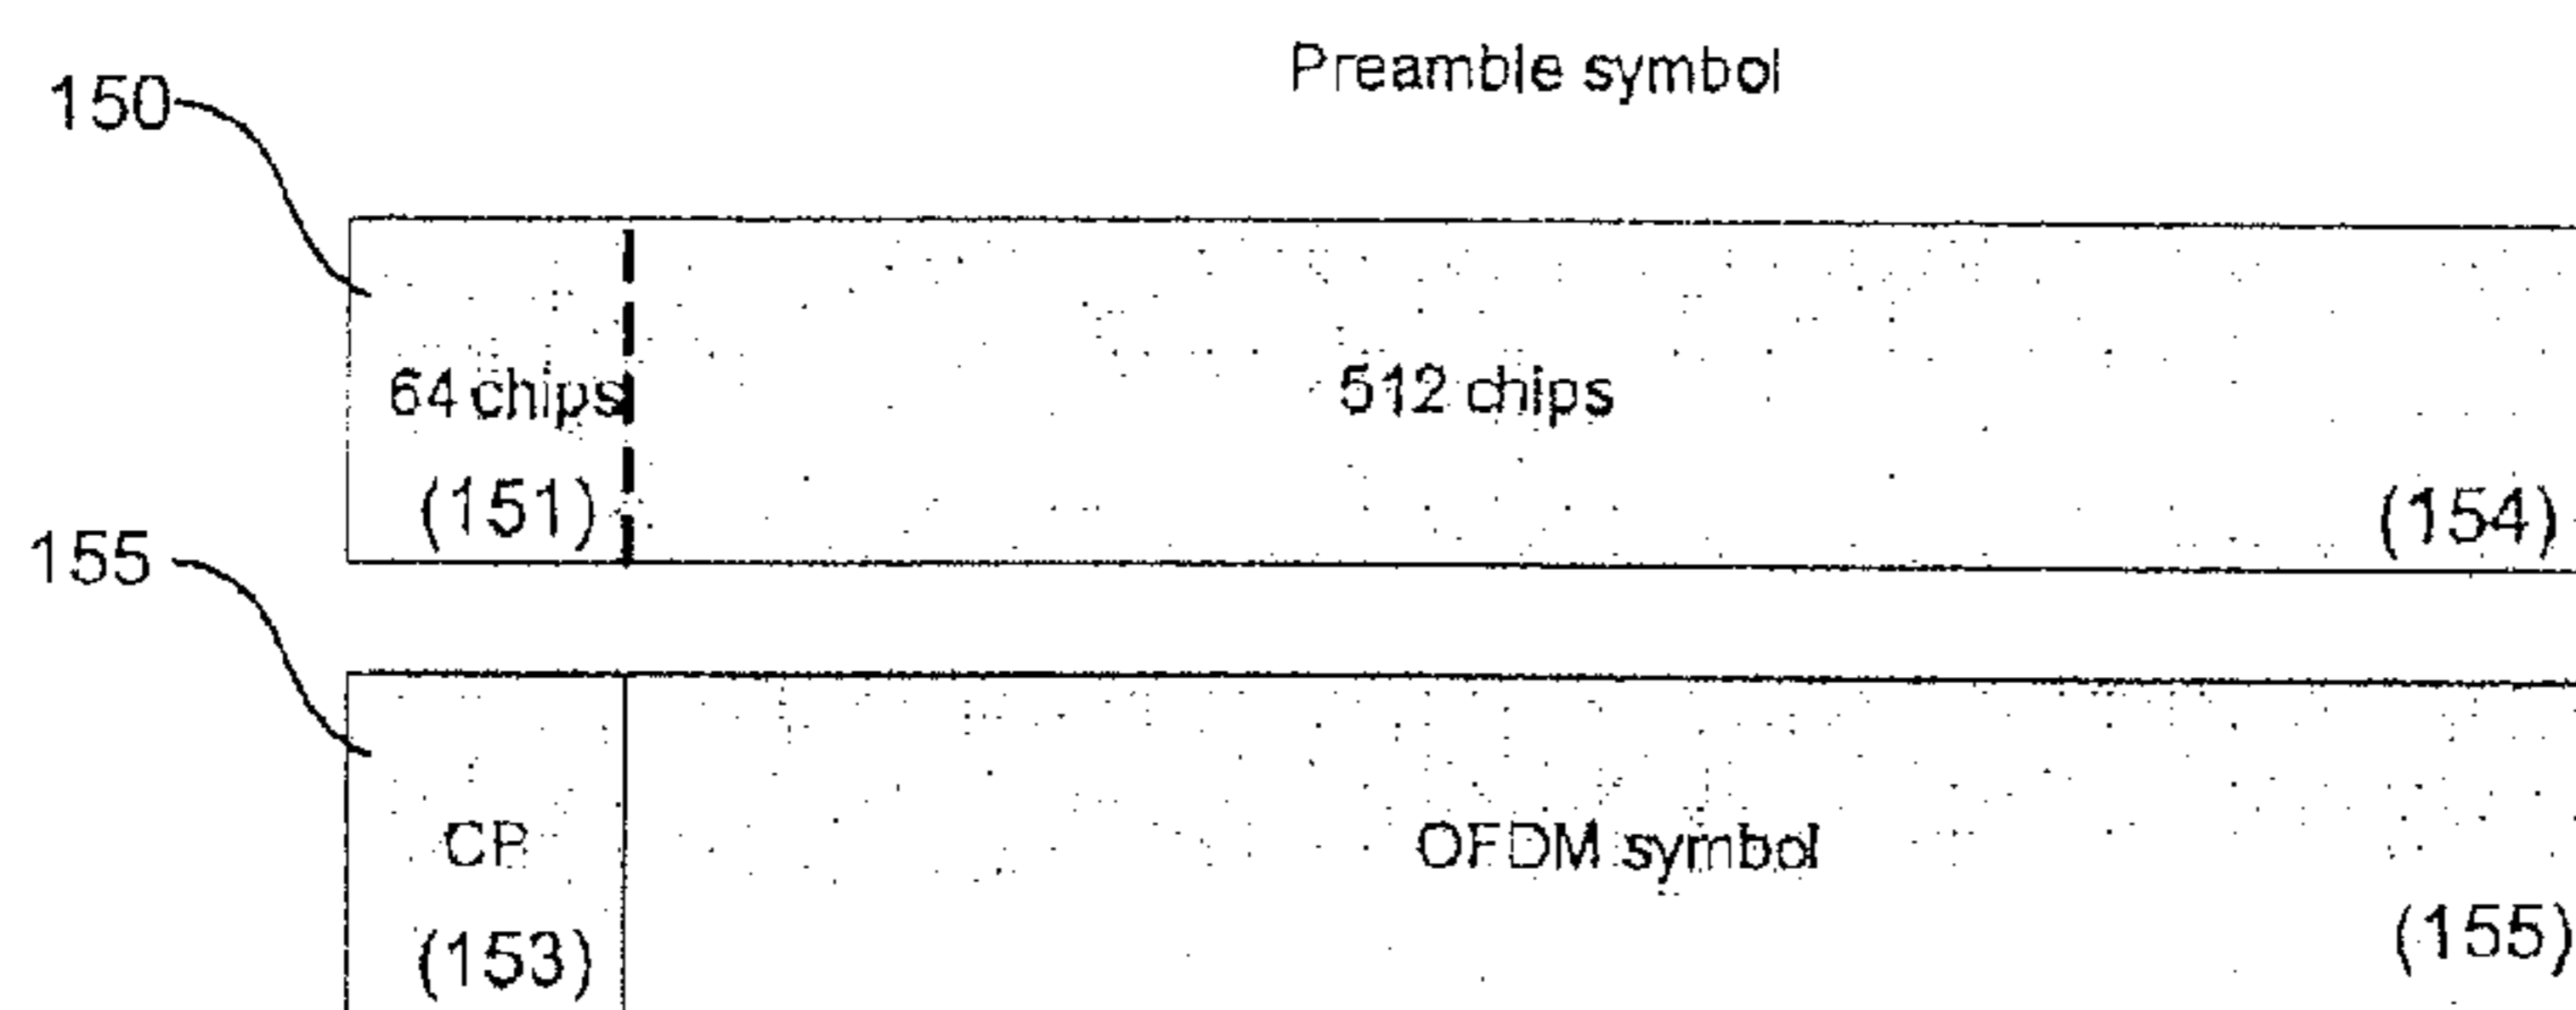 Preamble symbol
150
64 chips
512 chips
(151)
(154)
155
CP
OFDM symbol
(153)
(155)